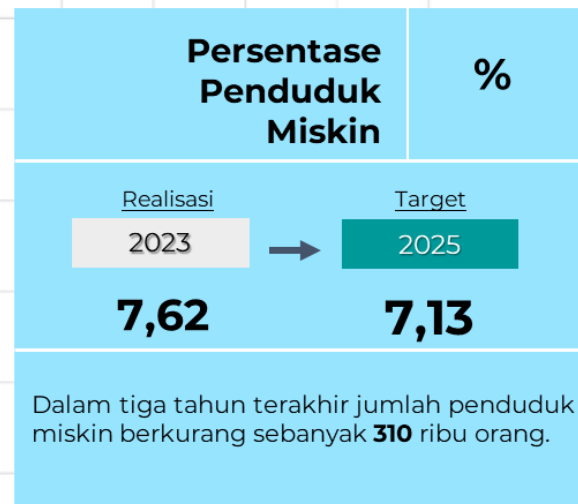 Persentase
Penduduk
Miskin
%
Realisasi
Target
2023
2025
7,62
7,13
Dalam tiga tahun terakhir jumlah penduduk
miskin berkurang sebanyak 310 ribu orang.